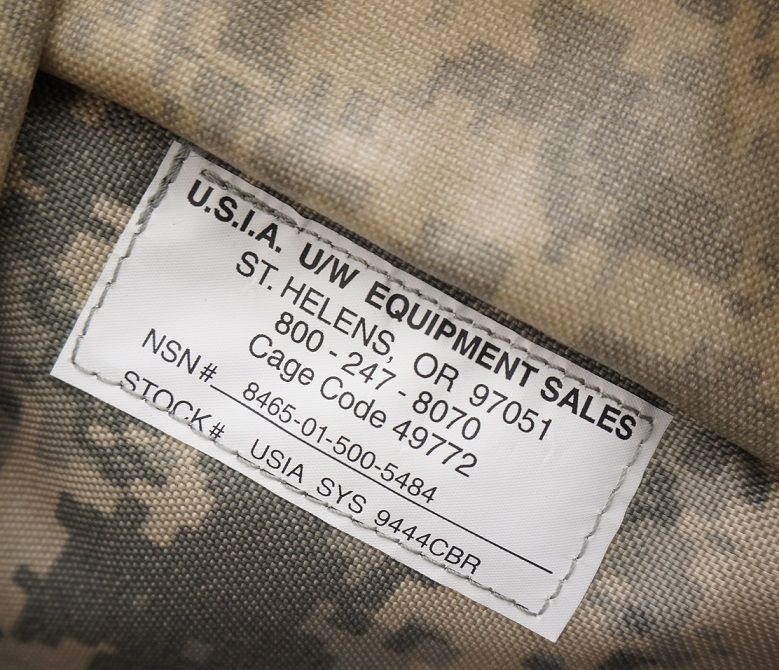 U.S.I.A. U/W EQUIPMENT SALES
ST. HELENS, OR 97051
800 - 247 - 8070
Cage Code 49772
NSN# 8465-01-500-5484
STOCK# USIA SYS 9444CBR